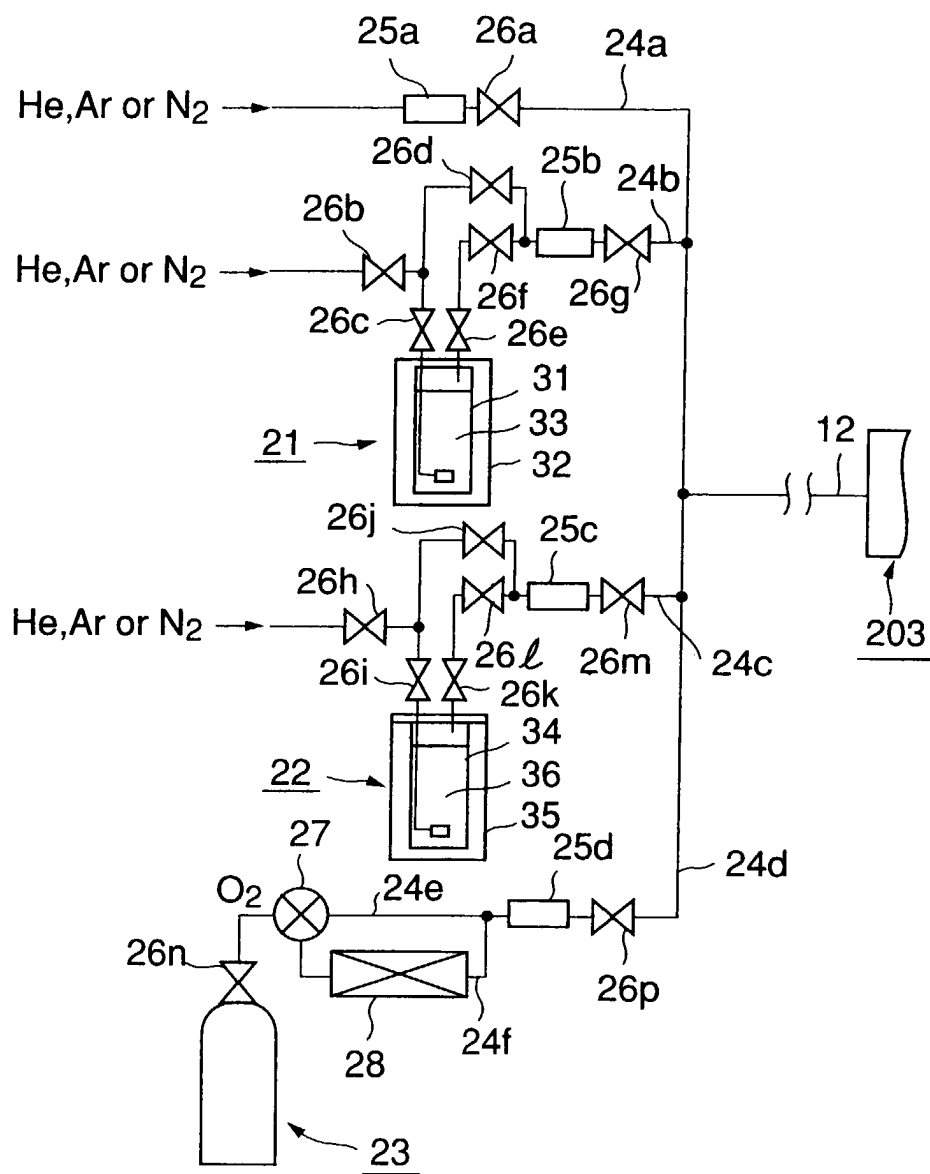 25a 26a 24a
He,Ar or N2
26d 25b 24b
26b
He,Ar or N2
26f 26g
26c 26e
31
33
21 32
12
26j 25c
26h
He,Ar or N2
203
26i 26ℓ 26m 24c
26k
34
22 36
35
27 25d 24d
O2 24e
26n
26p
28 24f
23